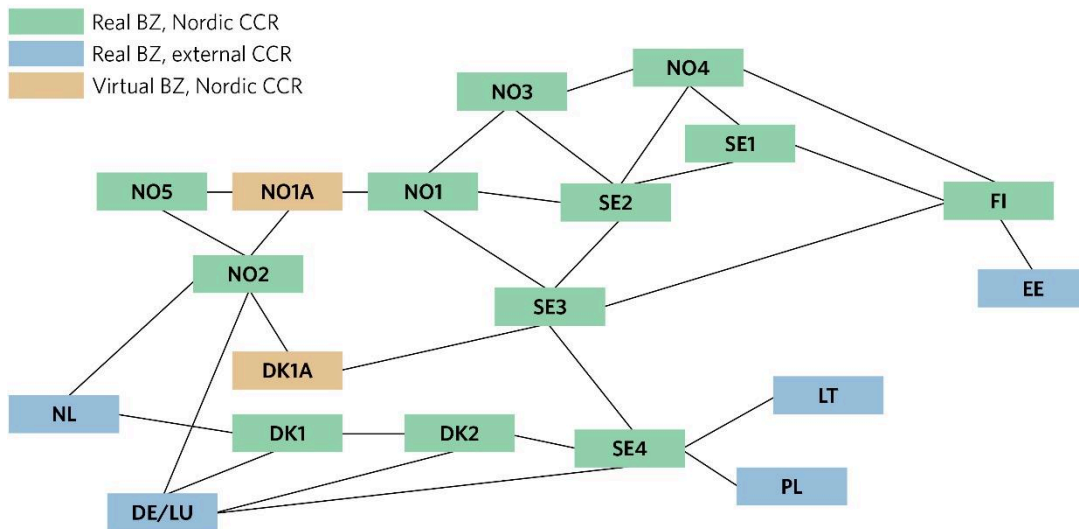 Real BZ, Nordic CCR
Real BZ, external CCR
Virtual BZ, Nordic CCR
NO4
NO3
SE1
NO5
NO1A
NO1
SE2
FI
NO2
EE
SE3
DK1A
NL
LT
DK1
DK2
SE4
PL
DE/LU